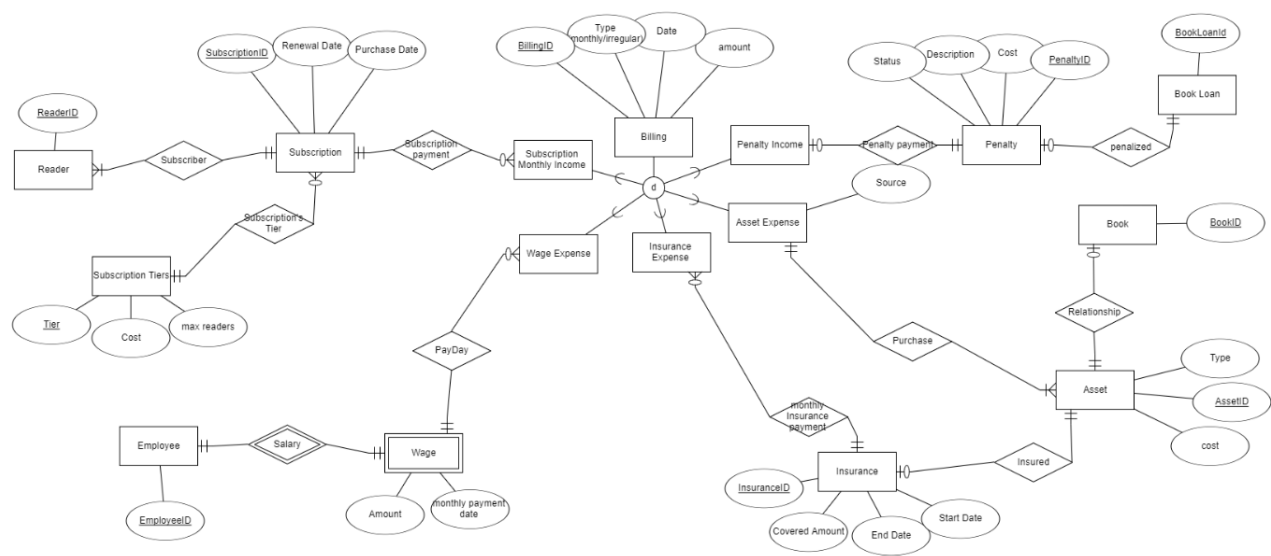 SubscriptionID
Renewal Date
Purchase Date
BillingID
Type
(monthly/irregular)
Date
amount
Status
Description
Cost
PenaltyID
BookLoanId
Book Loan
ReaderID
Reader
Subscriber
Subscription
Subscription
payment
Subscription
Monthly Income
Billing
Penalty Income
Penalty payment
Penalty
penalized
d
Source
Subscription's
Tier
Wage Expense
Insurance
Expense
Asset Expense
Book
BookID
Subscription Tiers
Tier
Cost
max readers
PayDay
Purchase
Relationship
Type
Asset
AssetID
cost
monthly
Insurance
payment
Employee
Salary
Wage
Insurance
Insured
InsuranceID
Covered Amount
End Date
Start Date
EmployeeID
Amount
monthly payment
date